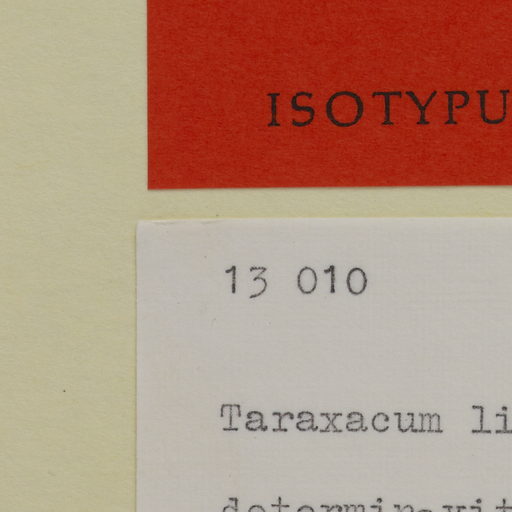 ISOTYPU
13 010
Taraxacum li